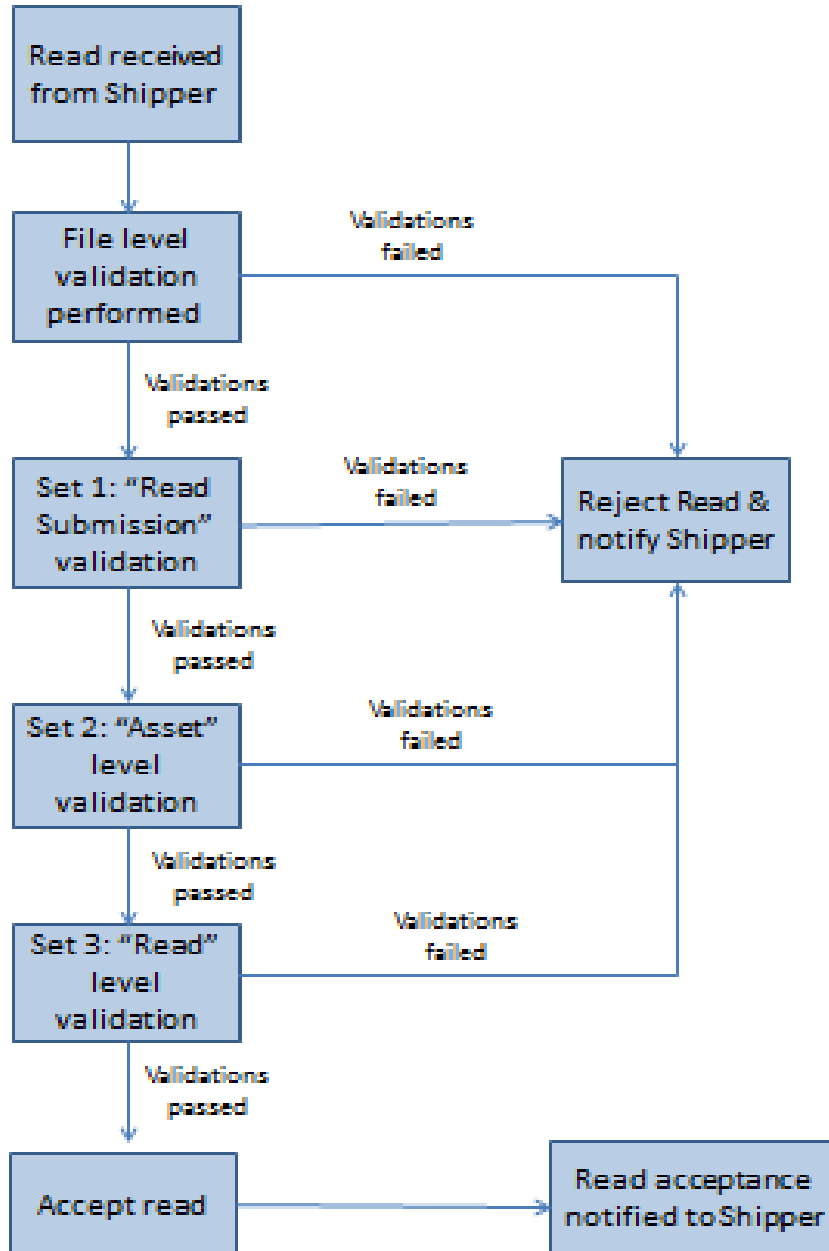 Read received
from Shipper
File level
validation
performed
Validations
failed
Validations
passed
Set 1: “Read
Submission”
validation
Validations
failed
Reject Read &
notify Shipper
Validations
passed
Set 2: “Asset”
level
validation
Validations
failed
Validations
passed
Set 3: “Read”
level
validation
Validations
failed
Validations
passed
Accept read
Read acceptance
notified to Shipper